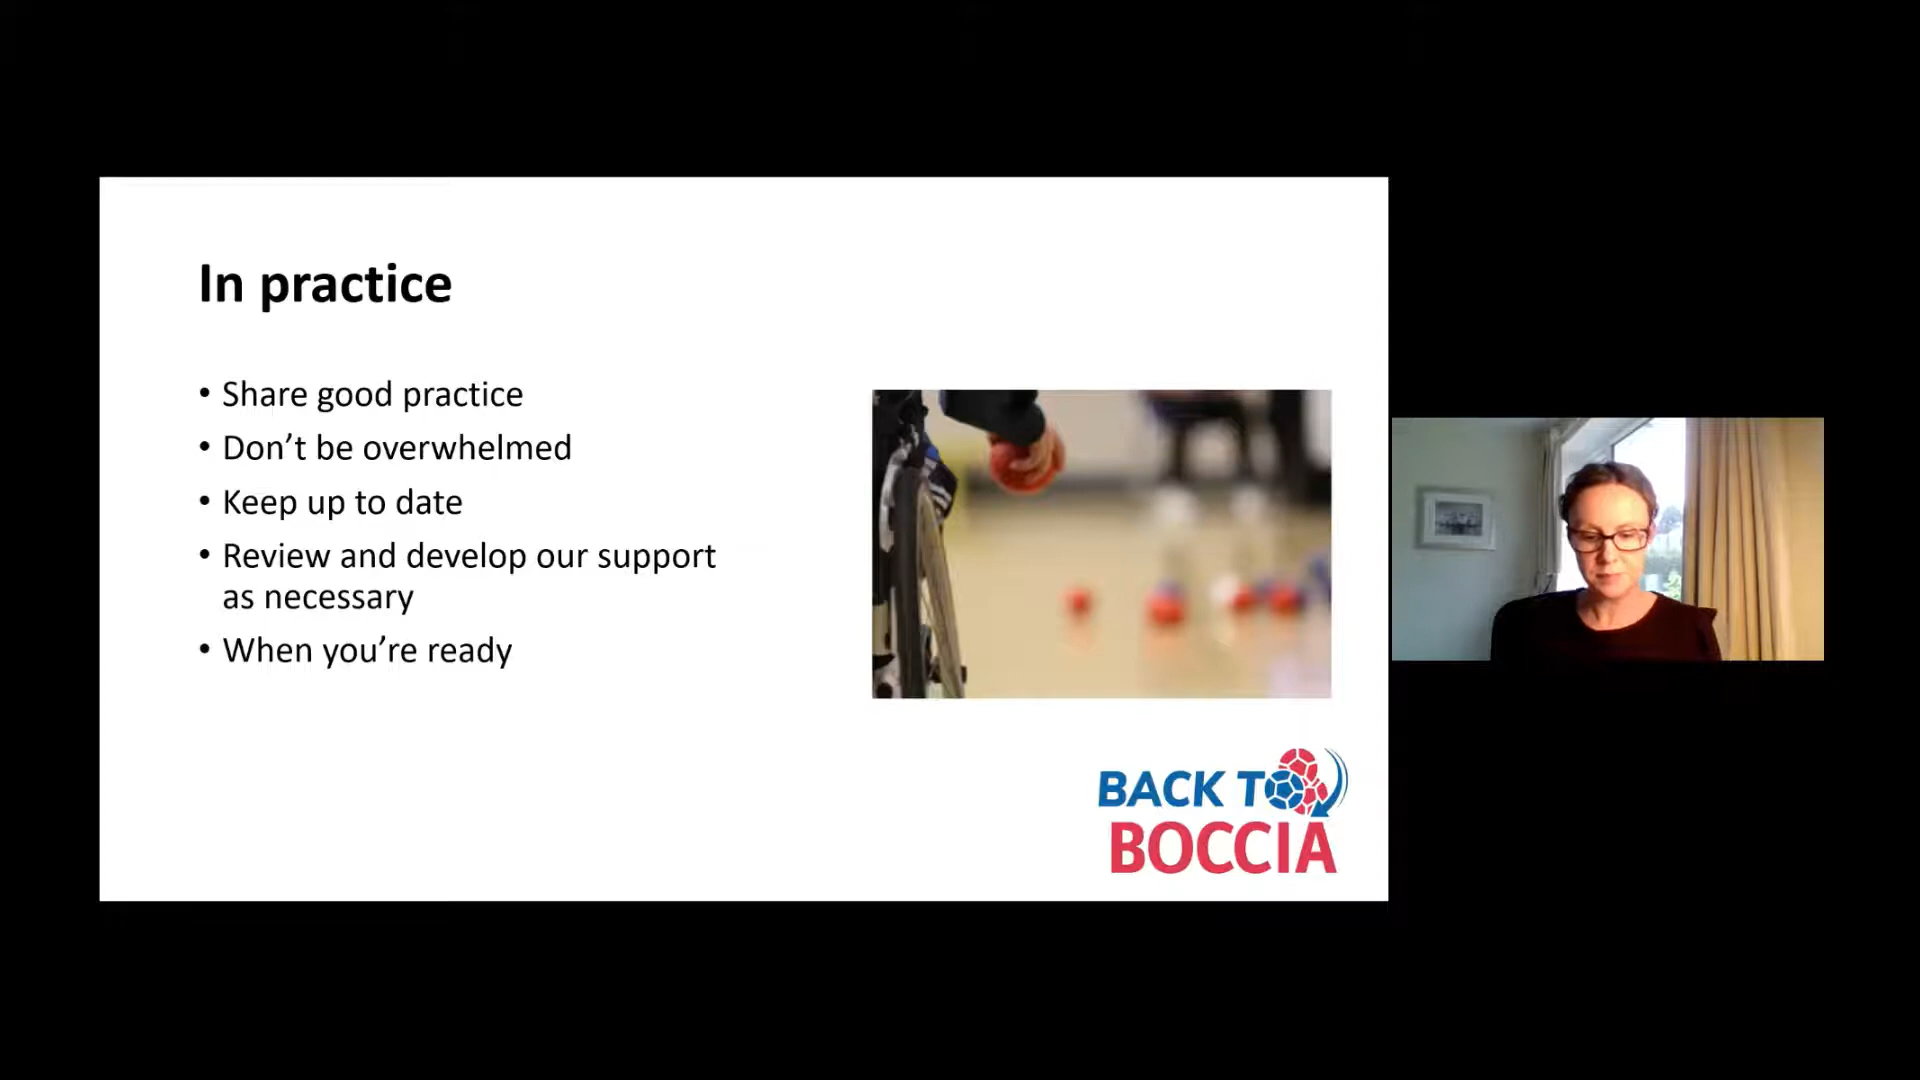 In practice
• Share good practice
• Don’t be overwhelmed
• Keep up to date
• Review and develop our support
as necessary
• When you’re ready
BACK TO
BOCCIA